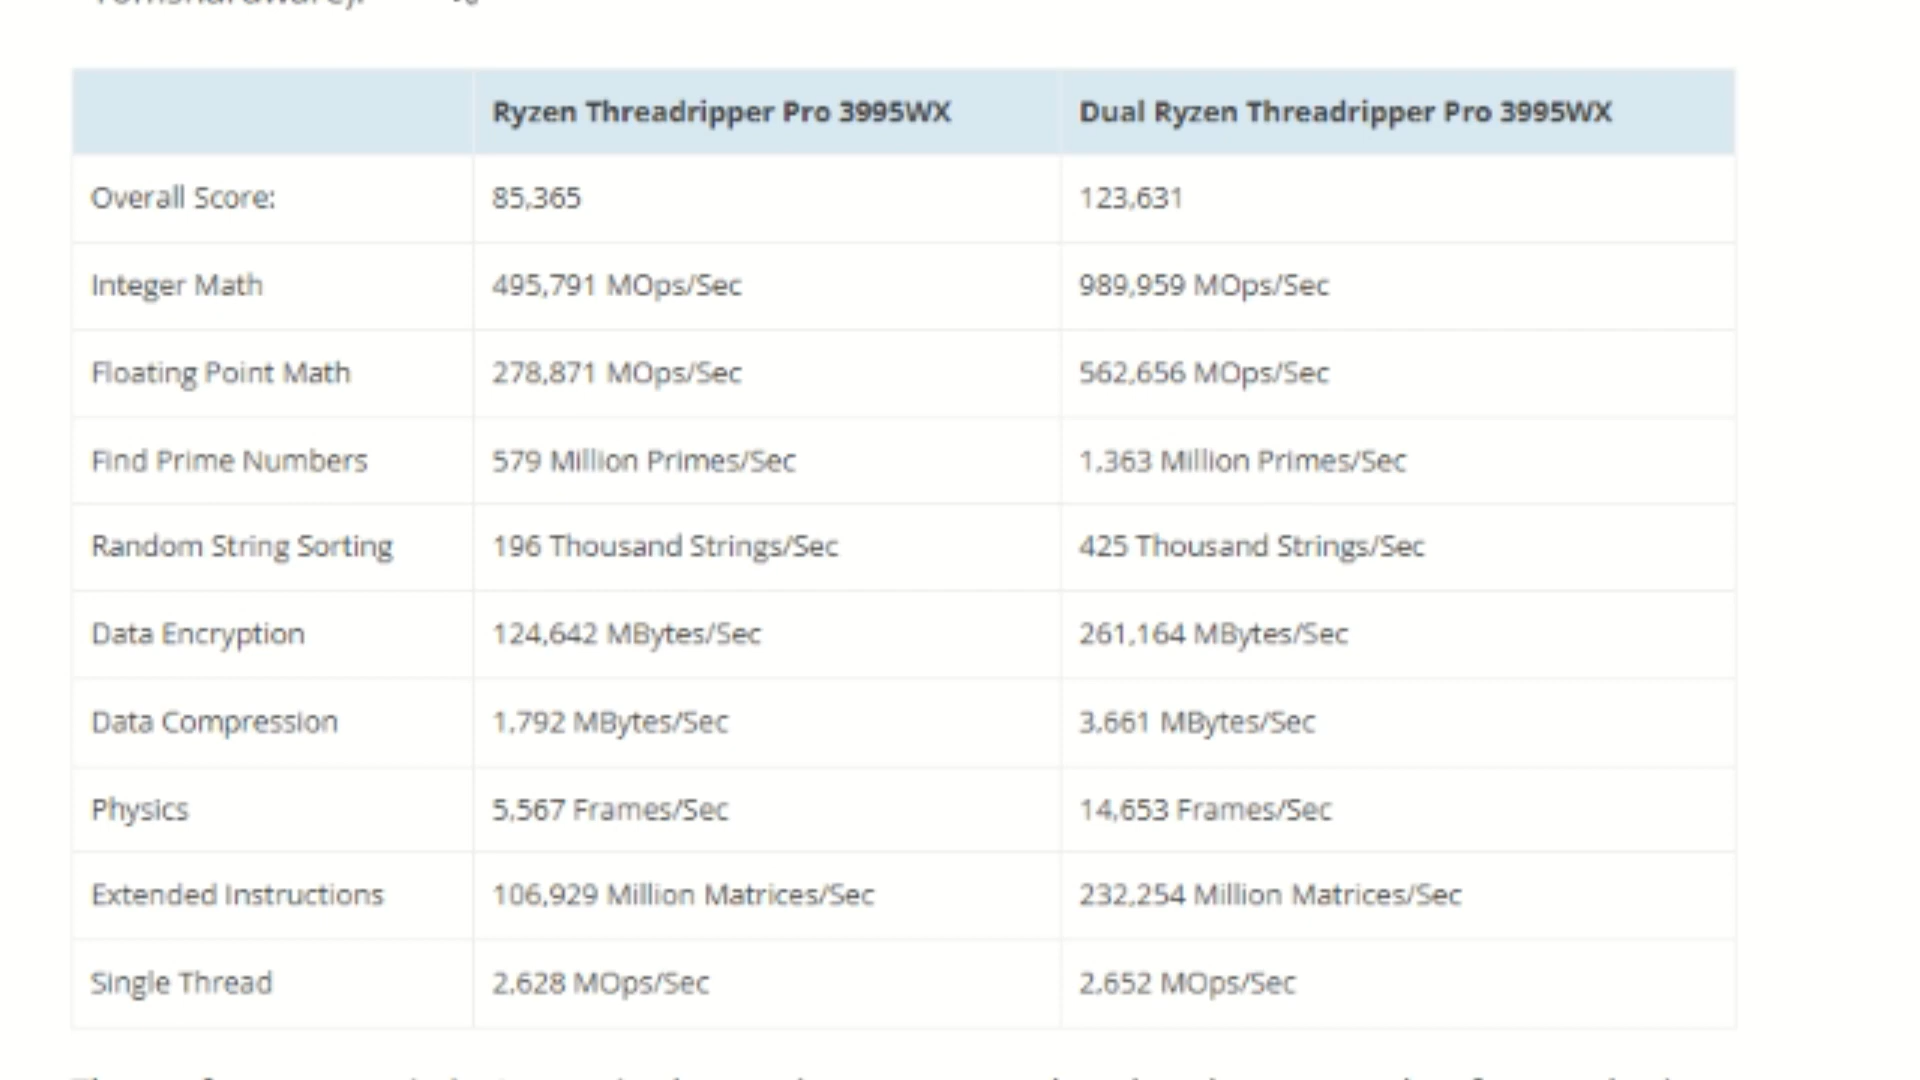 Ryzen Threadripper Pro 3995WX Dual Ryzen Threadripper Pro 3995WX
Overall Score: 85,365 123,631
Integer Math 495,791 MOps/Sec 989,959 MOps/Sec
Floating Point Math 278,871 MOps/Sec 562,656 MOps/Sec
Find Prime Numbers 579 Million Primes/Sec 1,363 Million Primes/Sec
Random String Sorting 196 Thousand Strings/Sec 425 Thousand Strings/Sec
Data Encryption 124,642 MBytes/Sec 261,164 MBytes/Sec
Data Compression 1,792 MBytes/Sec 3,661 MBytes/Sec
Physics 5,567 Frames/Sec 14,653 Frames/Sec
Extended Instructions 106,929 Million Matrices/Sec 232,254 Million Matrices/Sec
Single Thread 2,628 MOps/Sec 2,652 MOps/Sec